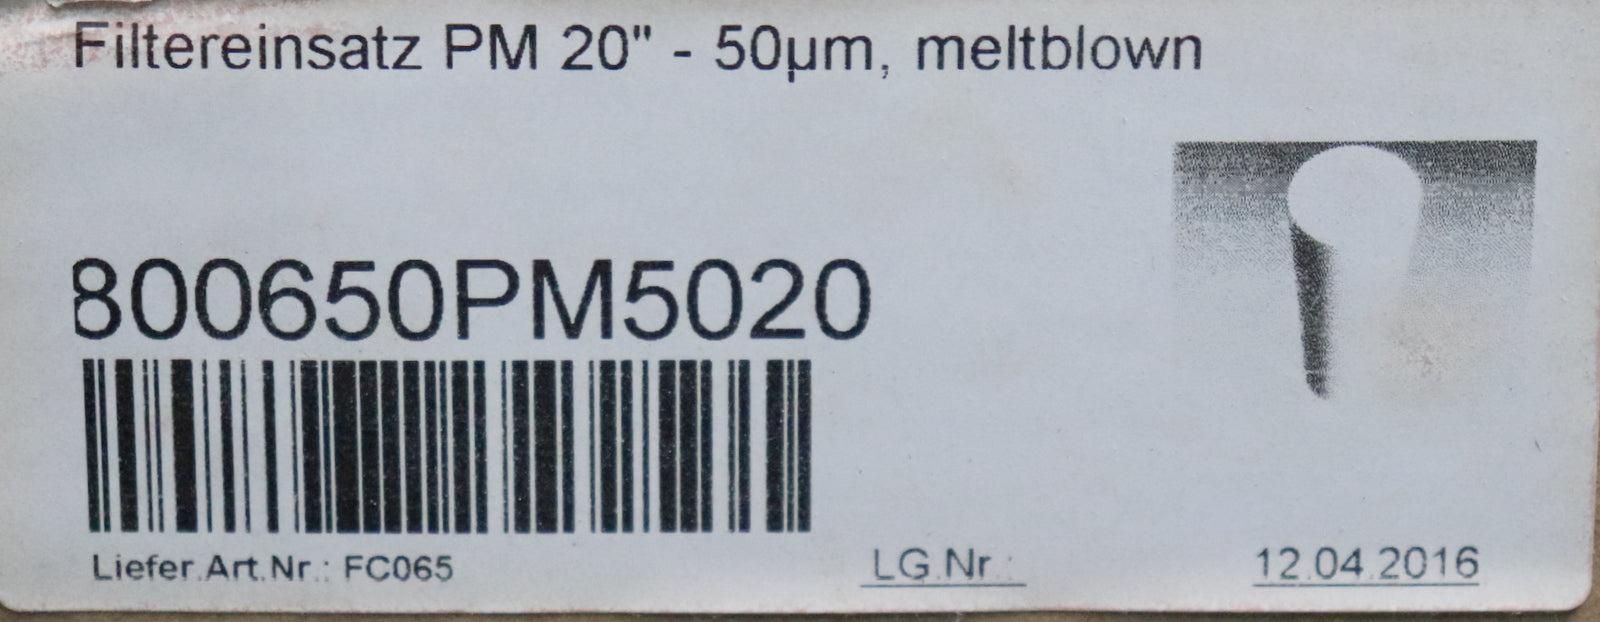 Filtereinsatz PM 20" - 50µm, meltblown
800650PM5020
Liefer.Art.Nr.: FC065
LG.Nr.:
12.04.2016